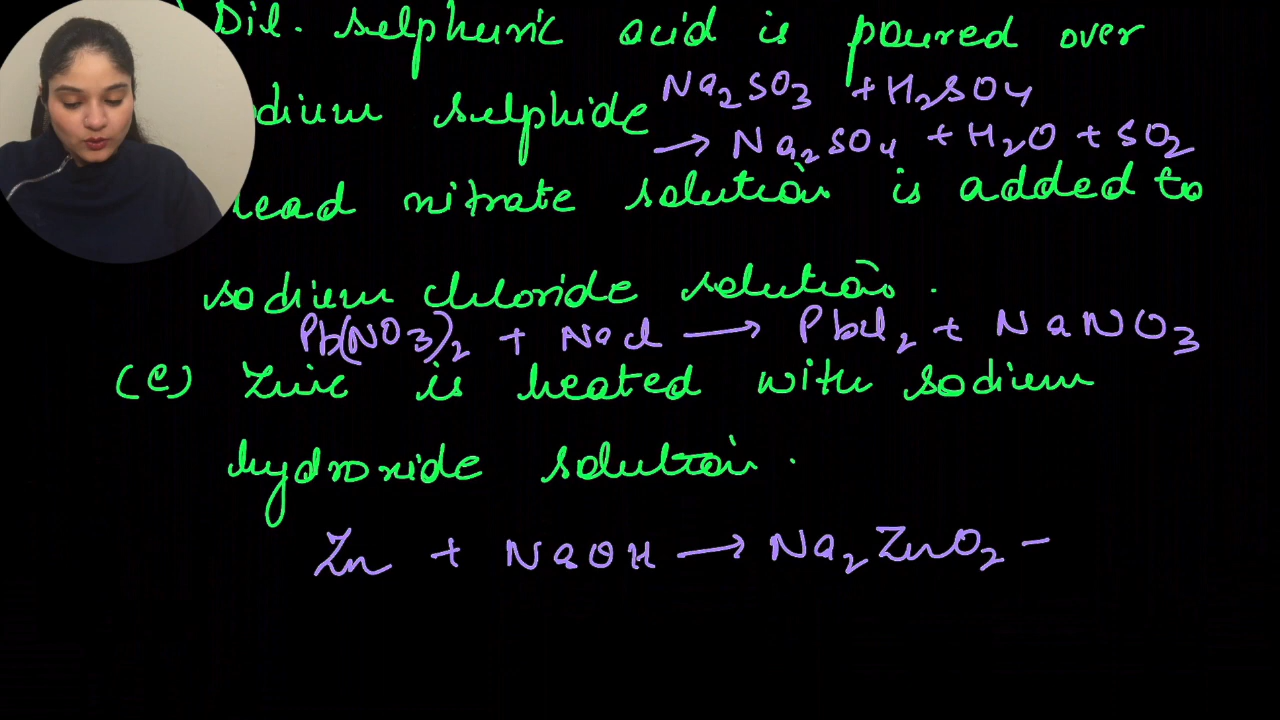 Dil. sulphuric acid is poured over
dium sulphide Na2SO3 + H2SO4
→ Na2SO4 + H2O + SO2
lead nitrate solution is added to
sodium chloride solution.
Pb(NO3)2 + NaCl → PbCl2 + NaNO3
(e) Zinc is heated with sodium
hydroxide solution.
Zn + NaOH → Na2ZnO2 -